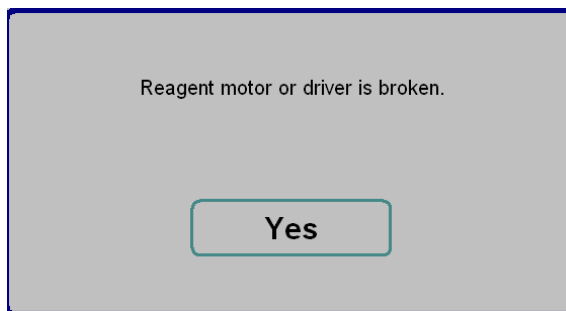 Reagent motor or driver is broken.
Yes